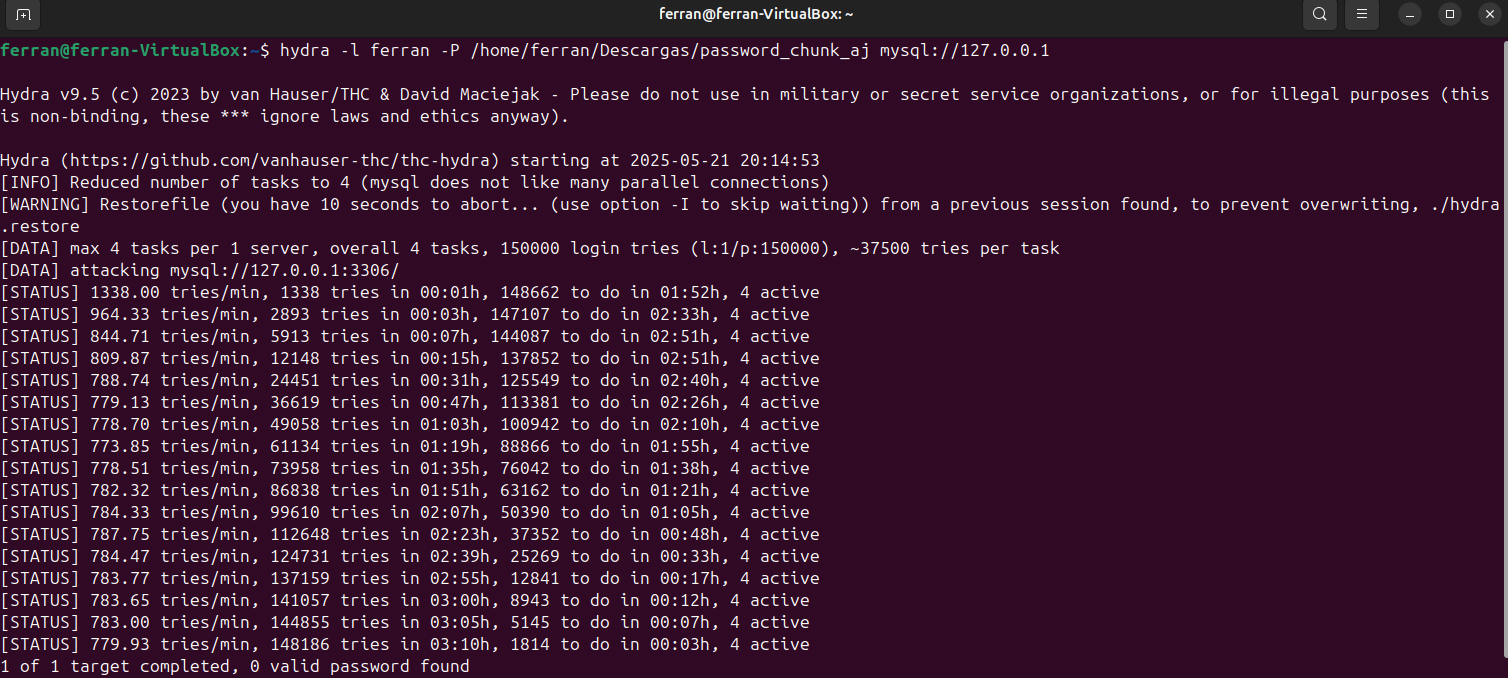 ferran@ferran-VirtualBox: ~
ferran@ferran-VirtualBox:~$ hydra -l ferran -P /home/ferran/Descargas/password_chunk_aj mysql://127.0.0.1
Hydra v9.5 (c) 2023 by van Hauser/THC & David Maciejak - Please do not use in military or secret service organizations, or for illegal purposes (this
is non-binding, these *** ignore laws and ethics anyway).
Hydra (https://github.com/vanhauser-thc/thc-hydra) starting at 2025-05-21 20:14:53
[INFO] Reduced number of tasks to 4 (mysql does not like many parallel connections)
[WARNING] Restorefile (you have 10 seconds to abort... (use option -I to skip waiting)) from a previous session found, to prevent overwriting, ./hydra
.restore
[DATA] max 4 tasks per 1 server, overall 4 tasks, 150000 login tries (l:1/p:150000), ~37500 tries per task
[DATA] attacking mysql://127.0.0.1:3306/
[STATUS] 1338.00 tries/min, 1338 tries in 00:01h, 148662 to do in 01:52h, 4 active
[STATUS] 964.33 tries/min, 2893 tries in 00:03h, 147107 to do in 02:33h, 4 active
[STATUS] 844.71 tries/min, 5913 tries in 00:07h, 144087 to do in 02:51h, 4 active
[STATUS] 809.87 tries/min, 12148 tries in 00:15h, 137852 to do in 02:51h, 4 active
[STATUS] 788.74 tries/min, 24451 tries in 00:31h, 125549 to do in 02:40h, 4 active
[STATUS] 779.13 tries/min, 36619 tries in 00:47h, 113381 to do in 02:26h, 4 active
[STATUS] 778.70 tries/min, 49058 tries in 01:03h, 100942 to do in 02:10h, 4 active
[STATUS] 773.85 tries/min, 61134 tries in 01:19h, 88866 to do in 01:55h, 4 active
[STATUS] 778.51 tries/min, 73958 tries in 01:35h, 76042 to do in 01:38h, 4 active
[STATUS] 782.32 tries/min, 86838 tries in 01:51h, 63162 to do in 01:21h, 4 active
[STATUS] 784.33 tries/min, 99610 tries in 02:07h, 50390 to do in 01:05h, 4 active
[STATUS] 787.75 tries/min, 112648 tries in 02:23h, 37352 to do in 00:48h, 4 active
[STATUS] 784.47 tries/min, 124731 tries in 02:39h, 25269 to do in 00:33h, 4 active
[STATUS] 783.77 tries/min, 137159 tries in 02:55h, 12841 to do in 00:17h, 4 active
[STATUS] 783.65 tries/min, 141057 tries in 03:00h, 8943 to do in 00:12h, 4 active
[STATUS] 783.00 tries/min, 144855 tries in 03:05h, 5145 to do in 00:07h, 4 active
[STATUS] 779.93 tries/min, 148186 tries in 03:10h, 1814 to do in 00:03h, 4 active
1 of 1 target completed, 0 valid password found